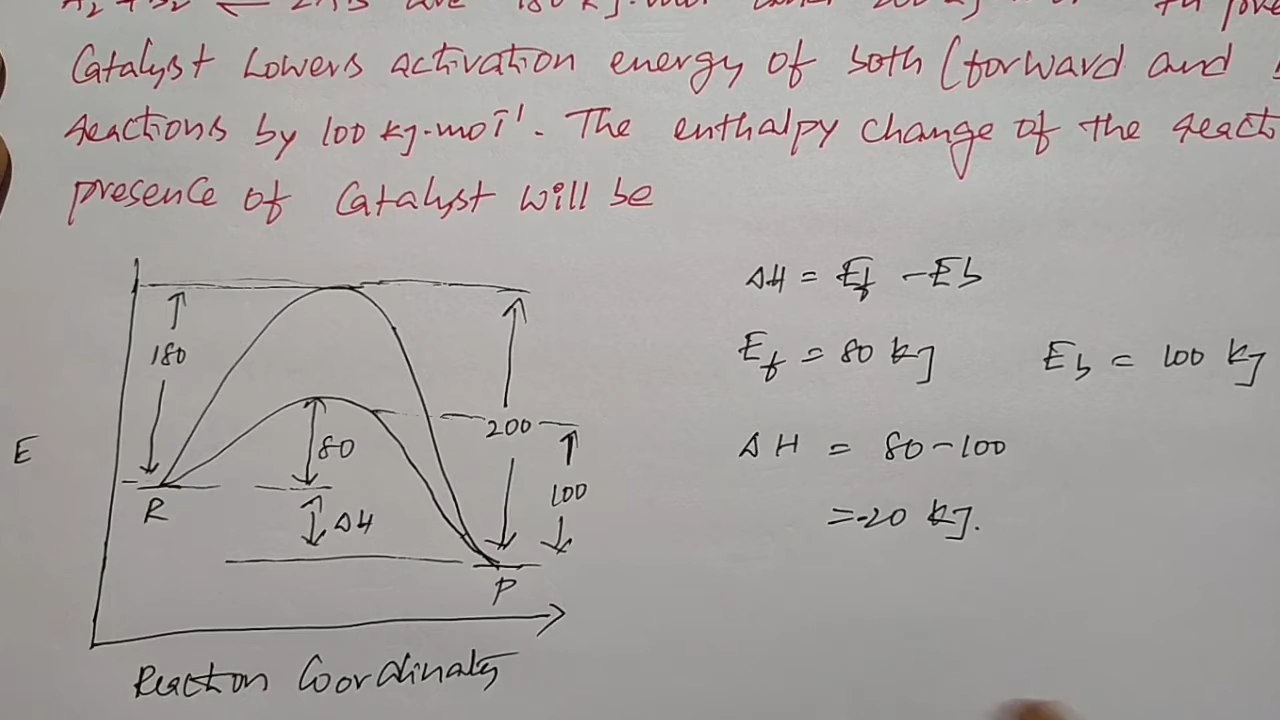 Catalyst Lowers activation energy of both (forward and
reactions by 100 kJ.mol¯¹. The enthalpy change of the react
presence of Catalyst will be
ΔH = Ef - Eb
180
Ef = 80 kJ Eb = 100 kJ
200
E
80
ΔH = 80-100
100
R
ΔH
=-20 kJ.
P
Reaction Coordinates